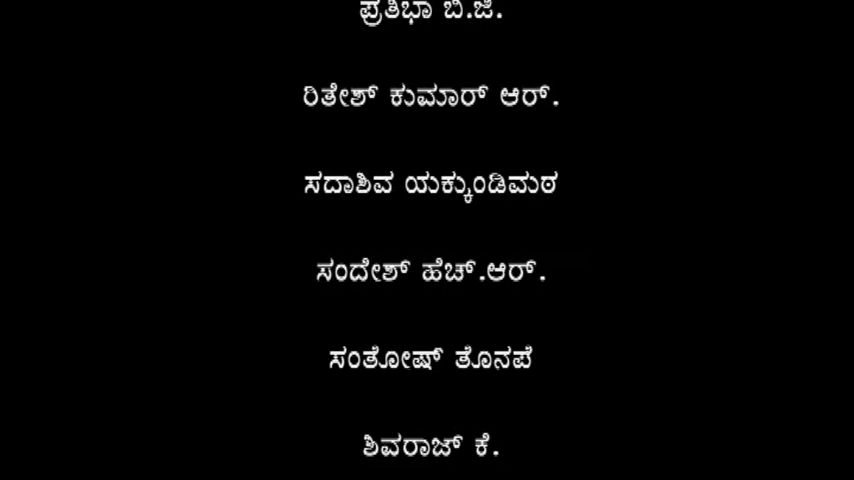 ಪ್ರತಿಭಾ ಬಿ.ಜಿ.
ರಿತೇಶ್ ಕುಮಾರ್ ಆರ್.
ಸದಾಶಿವ ಯಕ್ಕುಂಡಿಮಠ
ಸಂದೇಶ್ ಹೆಚ್.ಆರ್.
ಸಂತೋಷ್ ತೊನಪೆ
ಶಿವರಾಜ್ ಕೆ.